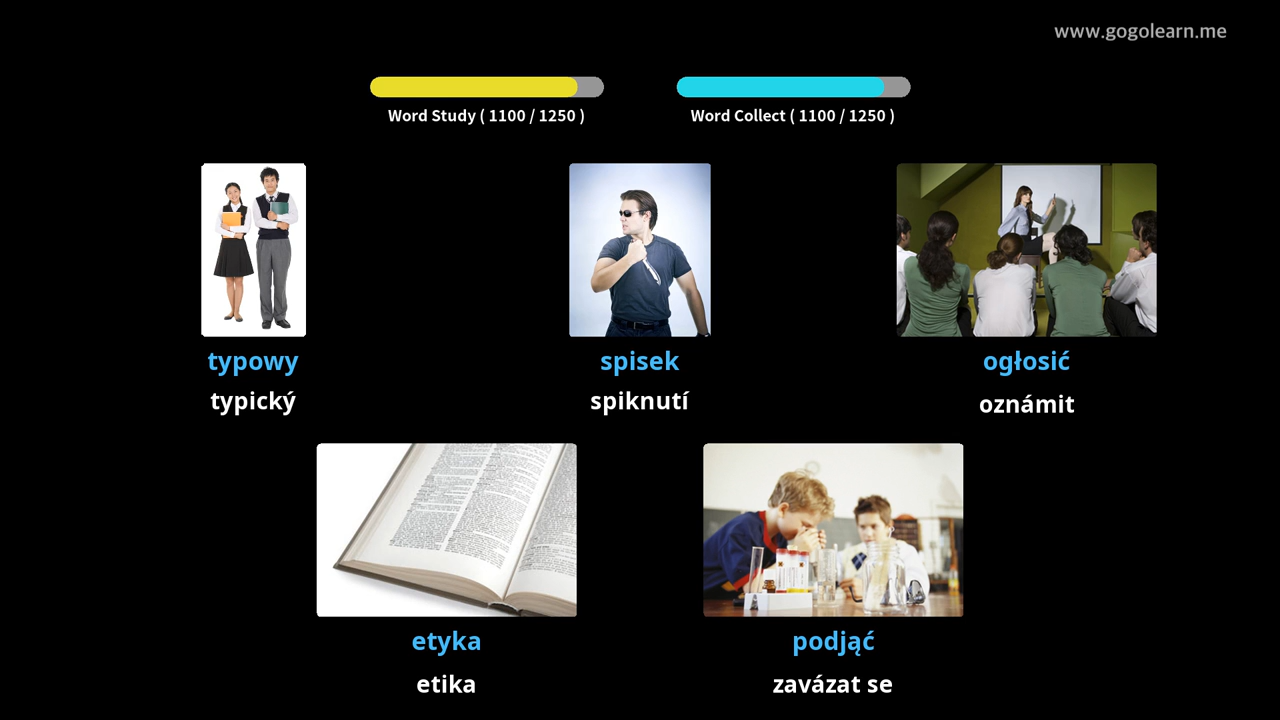 www.gogolearn.me
Word Study ( 1100 / 1250 )
Word Collect ( 1100 / 1250 )
typowy
typický
spisek
spiknutí
ogłosić
oznámit
etyka
etika
podjąć
zavázat se